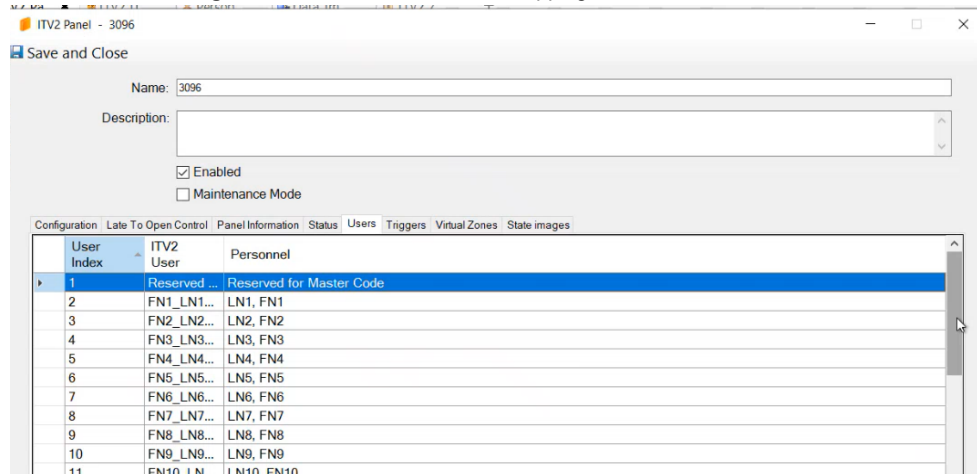 ITV2 Panel - 3096
Save and Close
Name: 3096
Description:
Enabled
Maintenance Mode
Configuration Late To Open Control Panel Information Status Users Triggers Virtual Zones State images
User Index ITV2 User Personnel
1 Reserved ... Reserved for Master Code
2 FN1_LN1... LN1, FN1
3 FN2_LN2... LN2, FN2
4 FN3_LN3... LN3, FN3
5 FN4_LN4... LN4, FN4
6 FN5_LN5... LN5, FN5
7 FN6_LN6... LN6, FN6
8 FN7_LN7... LN7, FN7
9 FN8_LN8... LN8, FN8
10 FN9_LN9... LN9, FN9
11 FN10_LN... LN10, FN10